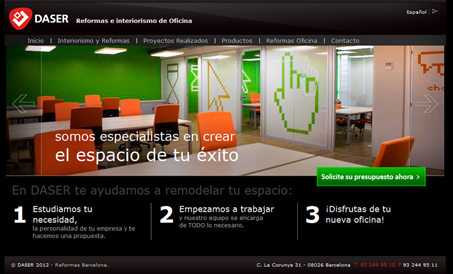 DASER Reformas e interiorismo de Oficina
Español
Inicio | Interiorismo y Reformas | Proyectos Realizados | Productos | Reformas Oficina | Contacto
somos especialistas en crear
el espacio de tu éxito
Solicite su presupuesto ahora >
En DASER te ayudamos a remodelar tu espacio:
1 Estudiamos tu
necesidad,
la personalidad de tu empresa y te
hacemos una propuesta.
2 Empezamos a trabajar
y nuestro equipo se encarga
de TODO lo necesario.
3 ¡Disfrutas de tu
nueva oficina!
© DASER 2012 - Reformas Barcelona.
C. La Corunya 31 - 08026 Barcelona T 93 244 95 10 F 93 244 95 11